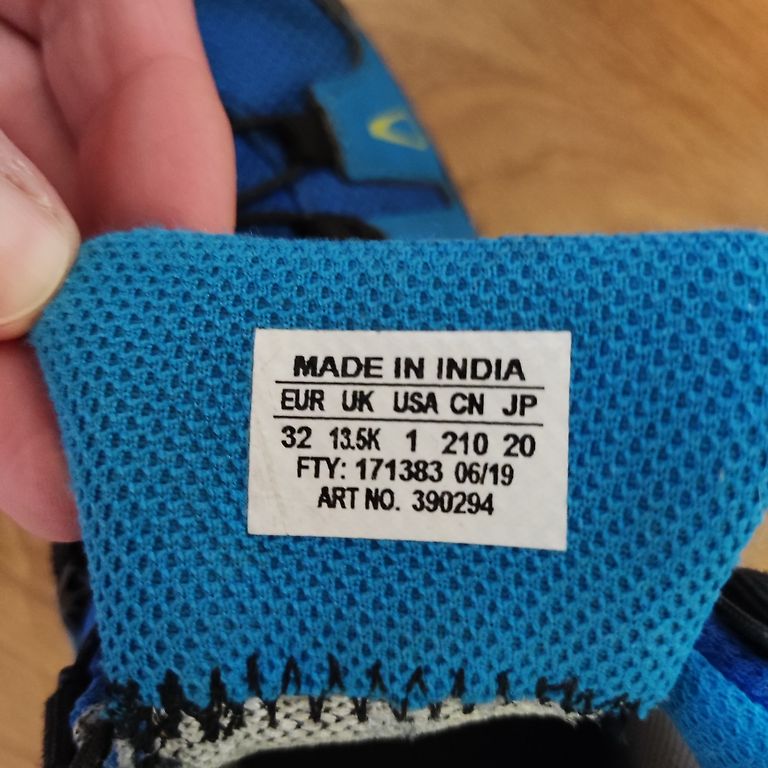 MADE IN INDIA
EUR UK USA CN JP
32 13.5K 1 210 20
FTY: 171383 06/19
ART NO. 390294